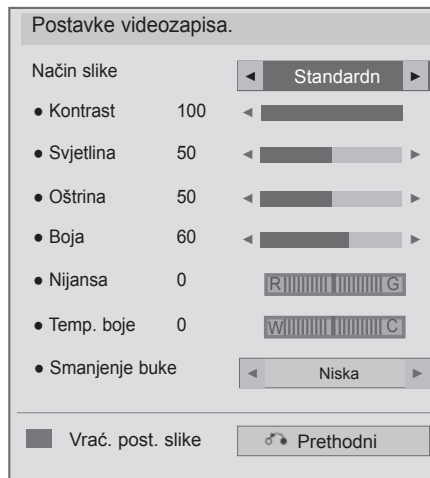 Postavke videozapisa.
Način slike ◄ Standardn ►
● Kontrast 100 ◄
● Svjetlina 50 ◄ ►
● Oštrina 50 ◄ ►
● Boja 60 ◄ ►
● Nijansa 0 R G
● Temp. boje 0 W C
● Smanjenje buke ◄ Niska ►
Vrać. post. slike Prethodni